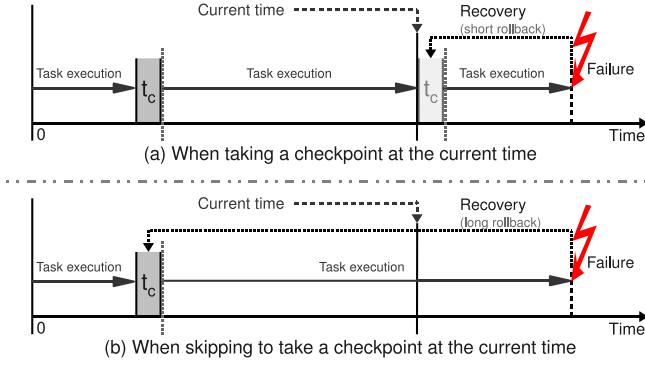 Current time
Recovery
(short rollback)
Task execution
Task execution
Task execution
Failure
tc
tc
0
Time
(a) When taking a checkpoint at the current time
Current time
Recovery
(long rollback)
Task execution
Task execution
Failure
tc
0
Time
(b) When skipping to take a checkpoint at the current time